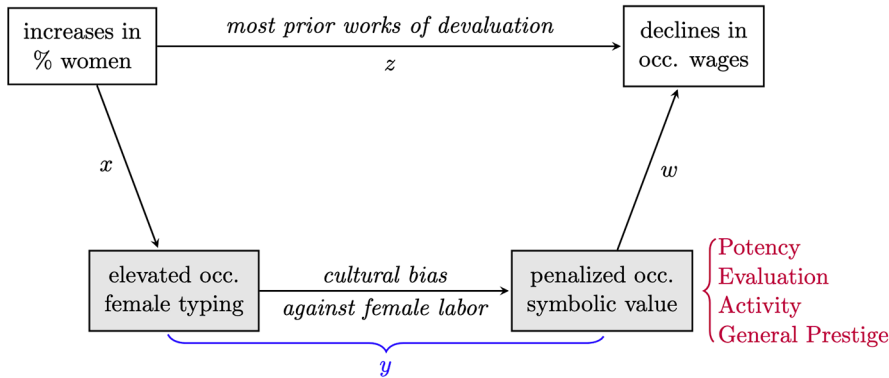 increases in
% women
most prior works of devaluation
z
declines in
occ. wages
x
w
elevated occ.
female typing
cultural bias
against female labor
penalized occ.
symbolic value
Potency
Evaluation
Activity
General Prestige
y